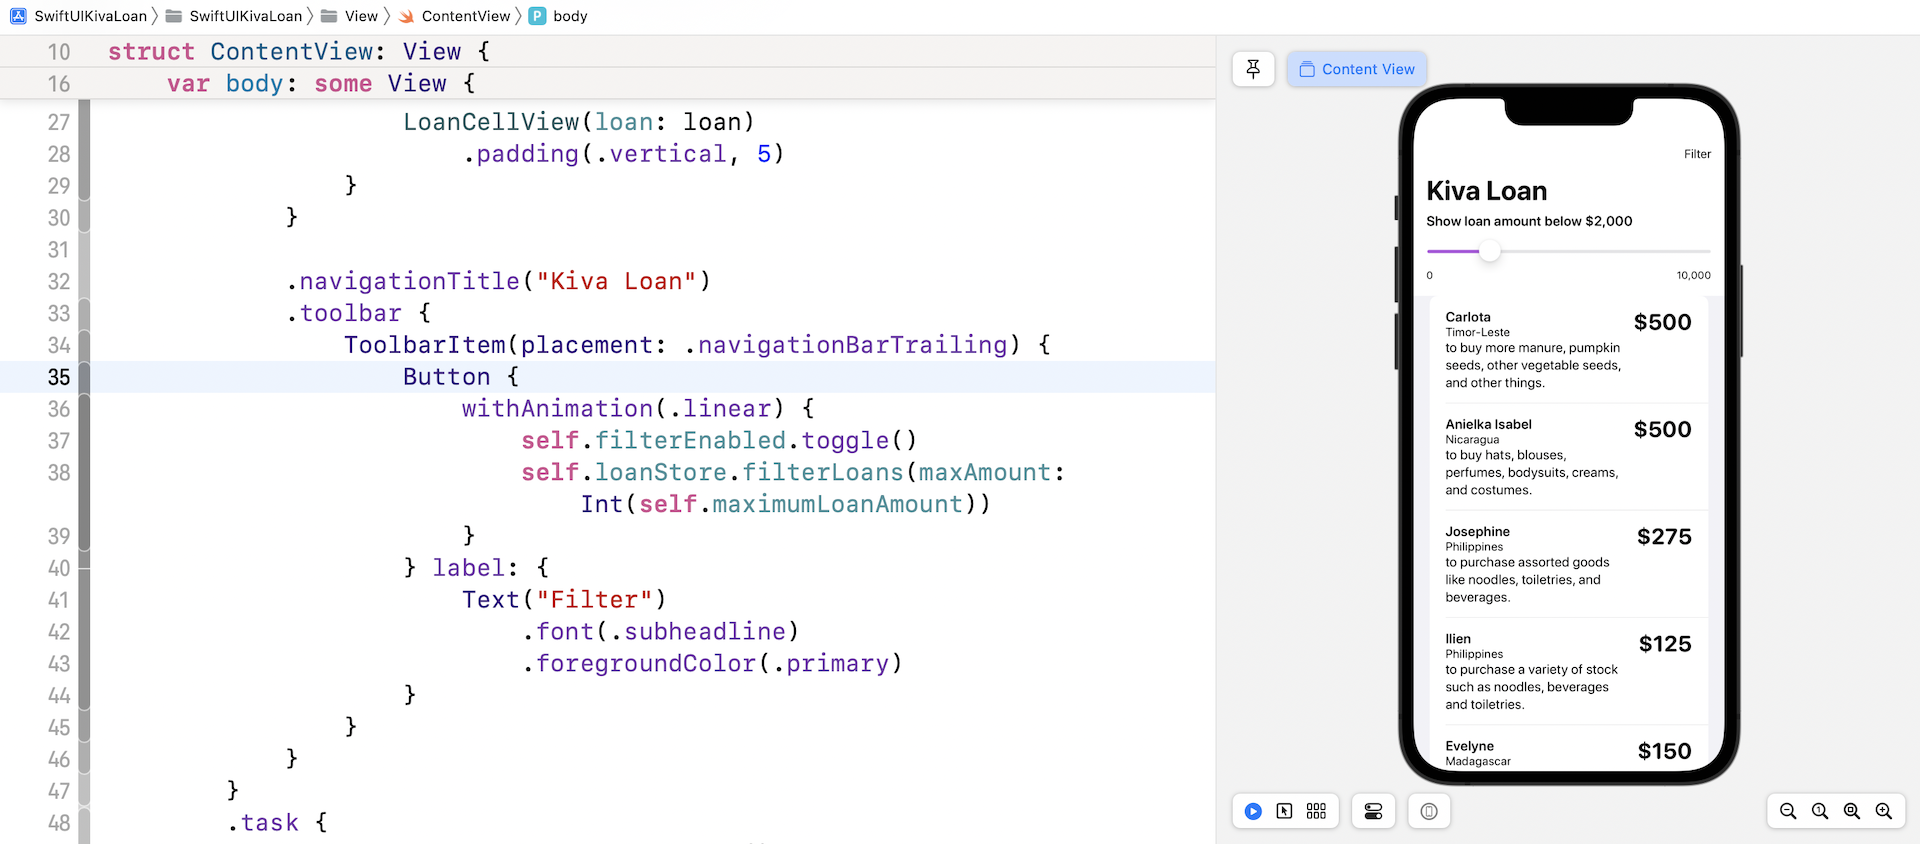 SwiftUIKivaLoan > SwiftUIKivaLoan > View > ContentView > P body
10 struct ContentView: View {
16 var body: some View {
27 LoanCellView(loan: loan)
28 .padding(.vertical, 5)
29 }
30 }
31
32 .navigationTitle("Kiva Loan")
33 .toolbar {
34 ToolbarItem(placement: .navigationBarTrailing) {
35 Button {
36 withAnimation(.linear) {
37 self.filterEnabled.toggle()
38 self.loanStore.filterLoans(maxAmount:
Int(self.maximumLoanAmount))
39 }
40 } label: {
41 Text("Filter")
42 .font(.subheadline)
43 .foregroundColor(.primary)
44 }
45 }
46 }
47 }
48 .task {
Content View
Filter
Kiva Loan
Show loan amount below $2,000
0 10,000
Carlota $500
Timor-Leste
to buy more manure, pumpkin
seeds, other vegetable seeds,
and other things.
Anielka Isabel $500
Nicaragua
to buy hats, blouses,
perfumes, bodysuits, creams,
and costumes.
Josephine $275
Philippines
to purchase assorted goods
like noodles, toiletries, and
beverages.
Ilien $125
Philippines
to purchase a variety of stock
such as noodles, beverages
and toiletries.
Evelyne $150
Madagascar